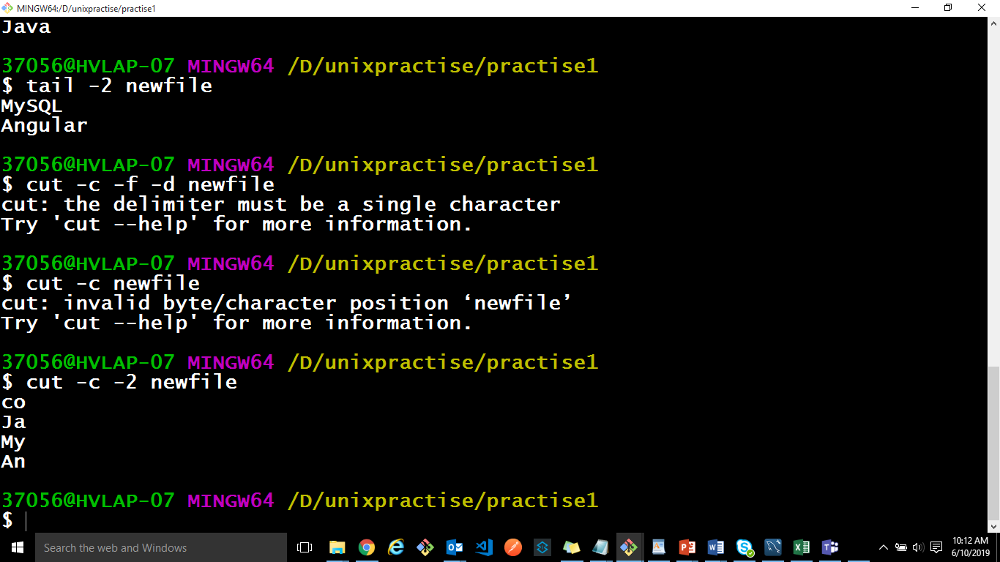 MINGW64:/D/unixpractise/practise1
Java
37056@HVLAP-07 MINGW64 /D/unixpractise/practise1
$ tail -2 newfile
MySQL
Angular
37056@HVLAP-07 MINGW64 /D/unixpractise/practise1
$ cut -c -f -d newfile
cut: the delimiter must be a single character
Try 'cut --help' for more information.
37056@HVLAP-07 MINGW64 /D/unixpractise/practise1
$ cut -c newfile
cut: invalid byte/character position ‘newfile’
Try 'cut --help' for more information.
37056@HVLAP-07 MINGW64 /D/unixpractise/practise1
$ cut -c -2 newfile
co
Ja
My
An
37056@HVLAP-07 MINGW64 /D/unixpractise/practise1
$
Search the web and Windows
10:12 AM
6/10/2019